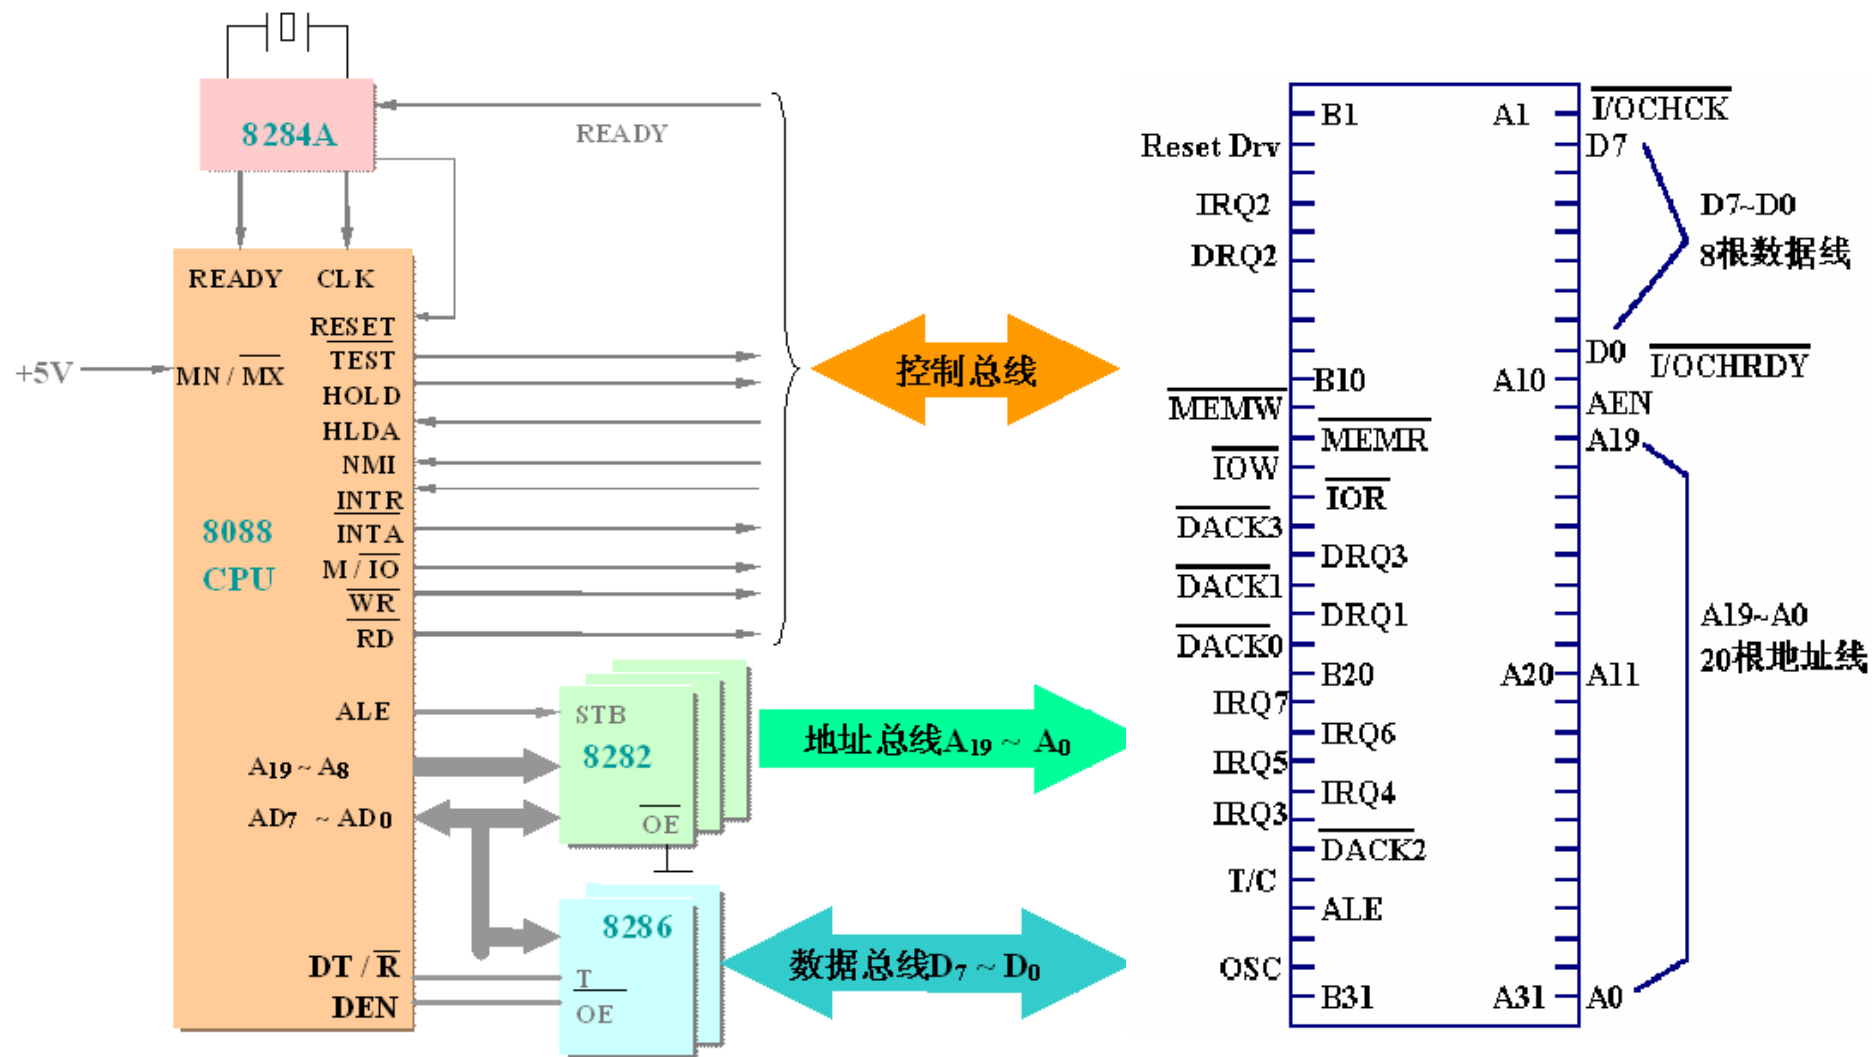 8284A
READY
READY CLK
RESET
TEST
+5V
MN / MX
HOLD
HLDA
NMI
INTR
INTA
8088
CPU
M / IO
WR
RD
ALE
A19 ~ A8
AD7 ~ AD0
DT / R
DEN
STB
8282
OE
8286
T
OE
控制总线
地址总线A19 ~ A0
数据总线D7 ~ D0
B1
A1
I/OCHCK
Reset Drv
D7
IRQ2
D7~D0
8根数据线
DRQ2
D0
I/OCHRDY
B10
A10
MEMW
AEN
MEMR
A19
IOW
IOR
DACK3
DRQ3
DACK1
DRQ1
A19~A0
20根地址线
DACK0
B20
A20
A11
IRQ7
IRQ6
IRQ5
IRQ4
IRQ3
DACK2
T/C
ALE
OSC
B31
A31
A0